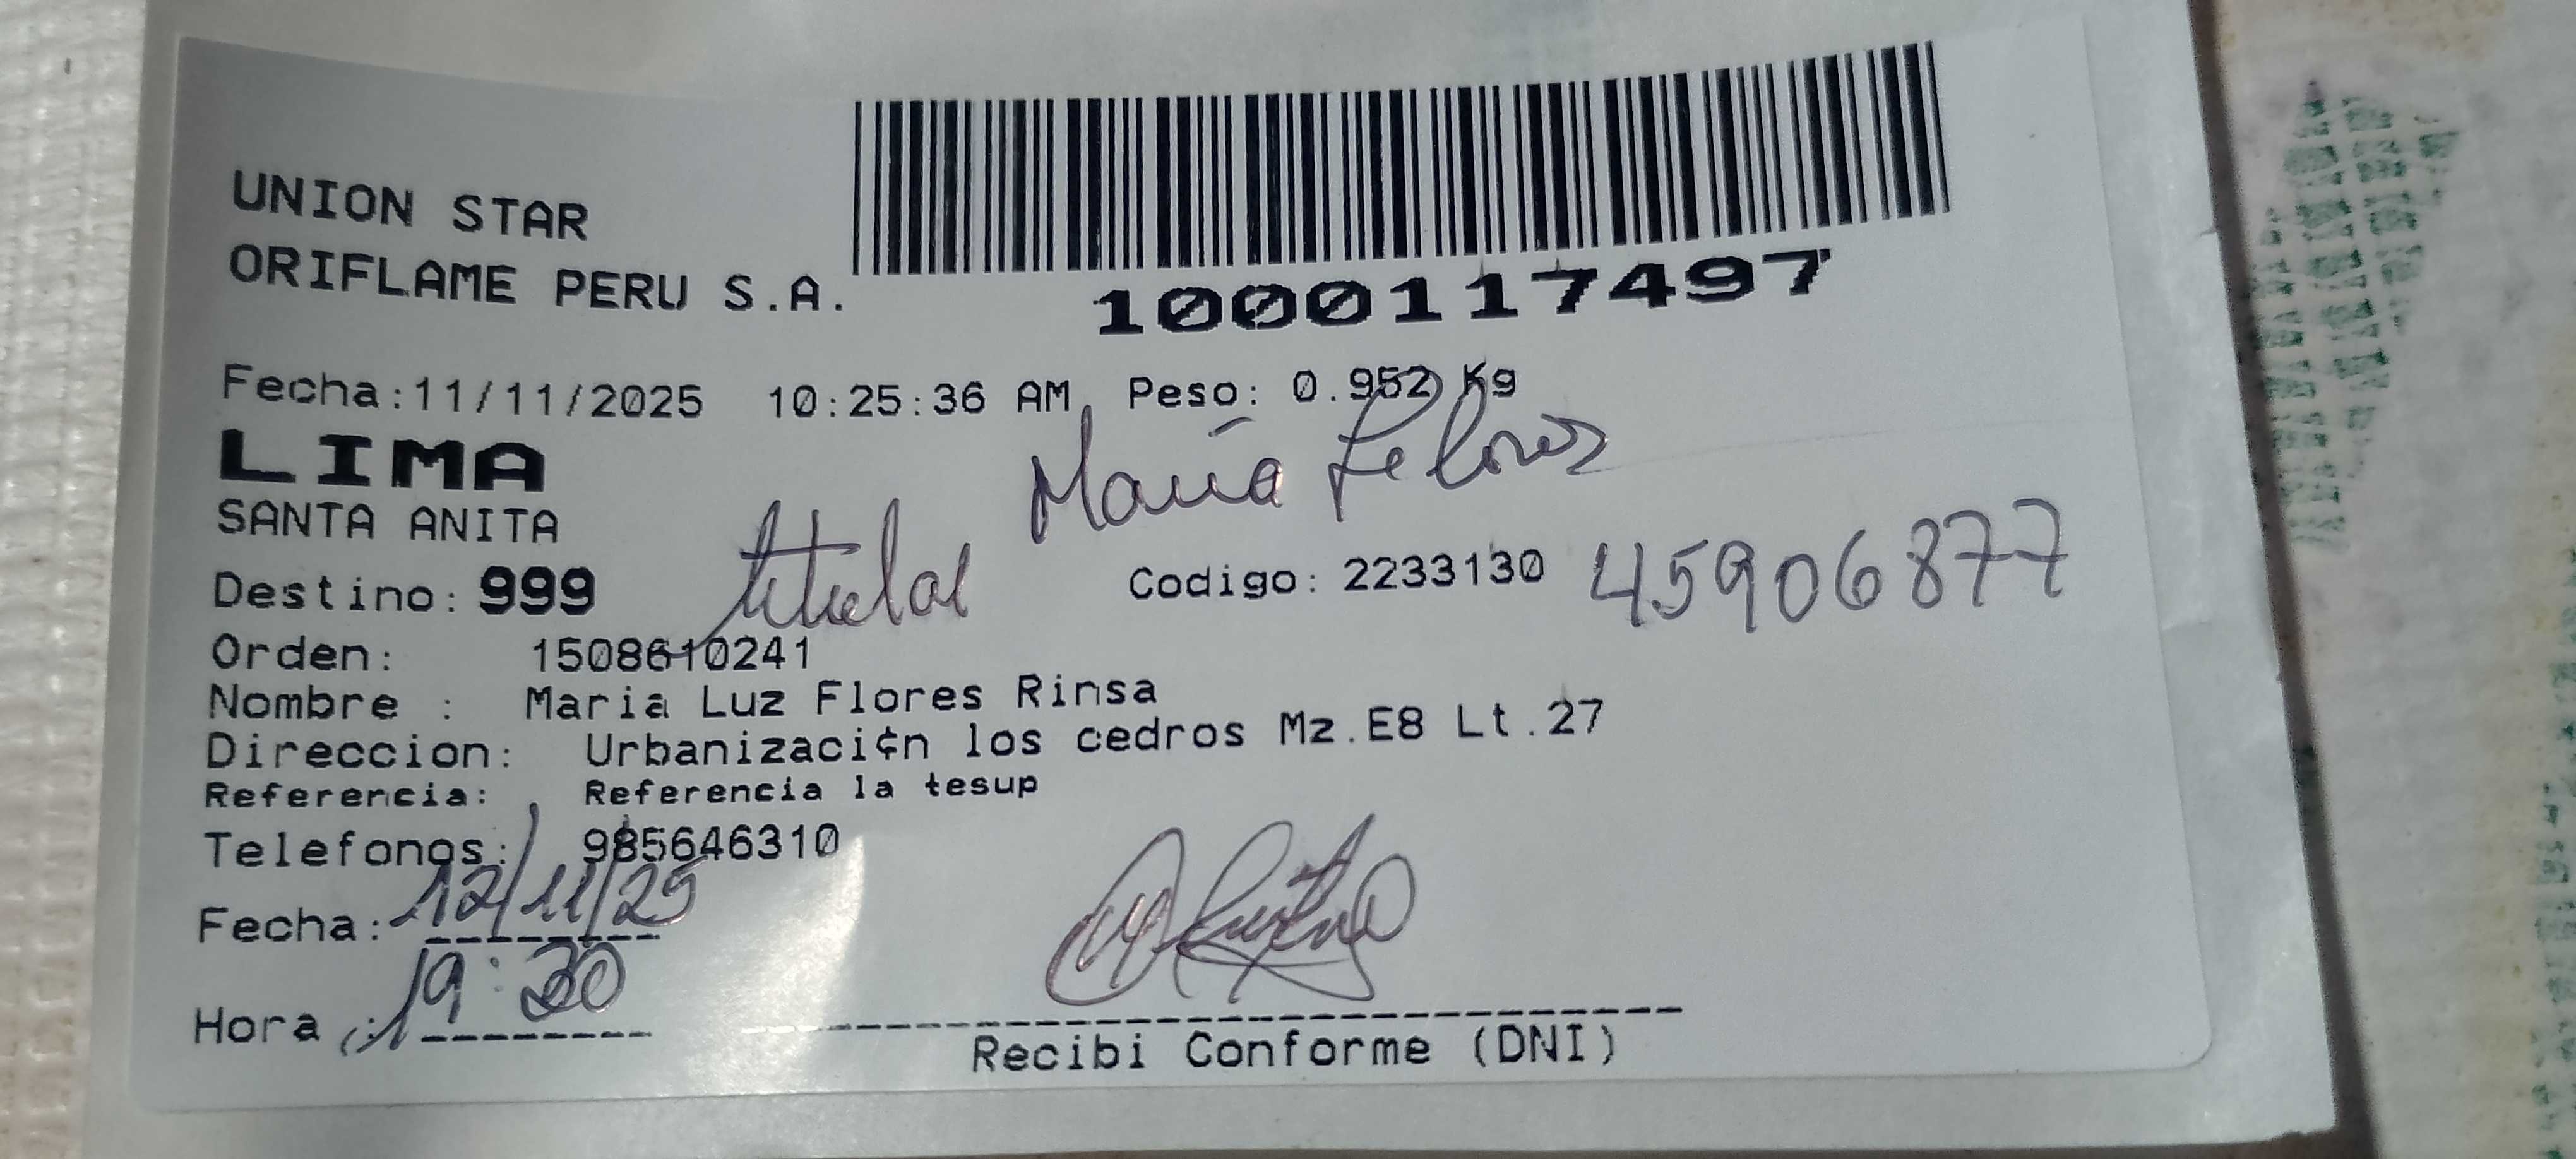 UNION STAR
ORIFLAME PERU S.A.
1000117497
Fecha:11/11/2025 10:25:36 AM Peso: 0.952 Kg
LIMA
María Felores
SANTA ANITA
titular
Destino: 999 Codigo: 2233130 45906877
Orden: 1508610241
Nombre : Maria Luz Flores Rinsa
Direccion: Urbanizaci¢n los cedros Mz.E8 Lt.27
Referencia: Referencia la tesup
Telefonos: 985646310
Fecha: 12/11/25
Hora : 19:30
Recibi Conforme (DNI)